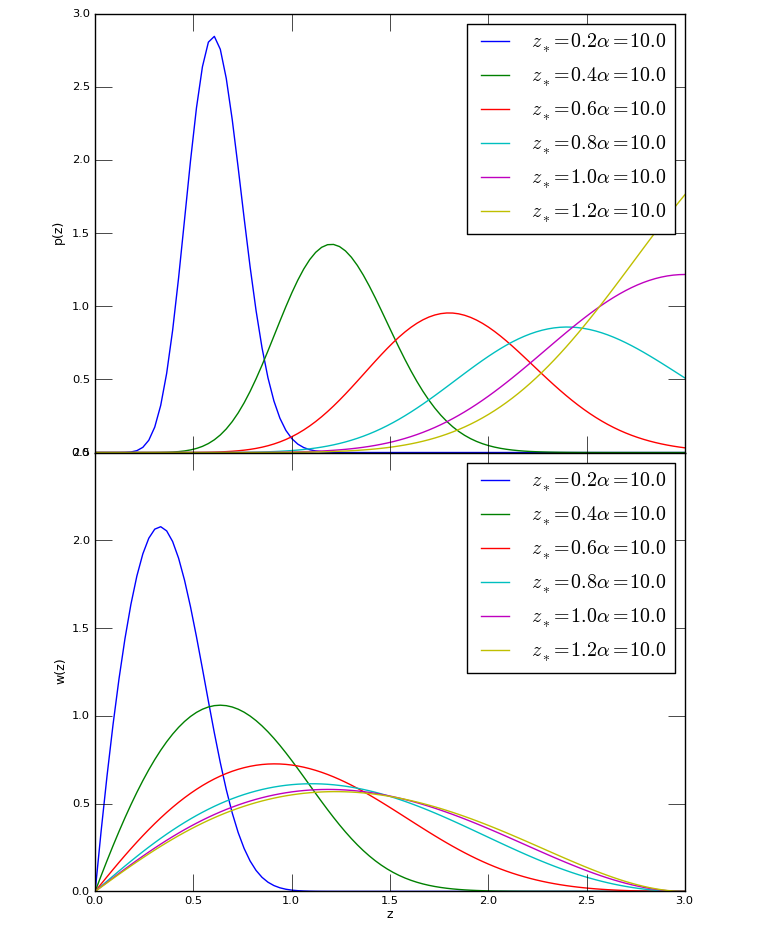 3.0
2.5
2.0
1.5
1.0
0.5
p(z)
z* = 0.2α = 10.0
z* = 0.4α = 10.0
z* = 0.6α = 10.0
z* = 0.8α = 10.0
z* = 1.0α = 10.0
z* = 1.2α = 10.0
2.0
1.5
1.0
0.5
0.0
w(z)
z* = 0.2α = 10.0
z* = 0.4α = 10.0
z* = 0.6α = 10.0
z* = 0.8α = 10.0
z* = 1.0α = 10.0
z* = 1.2α = 10.0
0.0 0.5 1.0 1.5 2.0 2.5 3.0
z